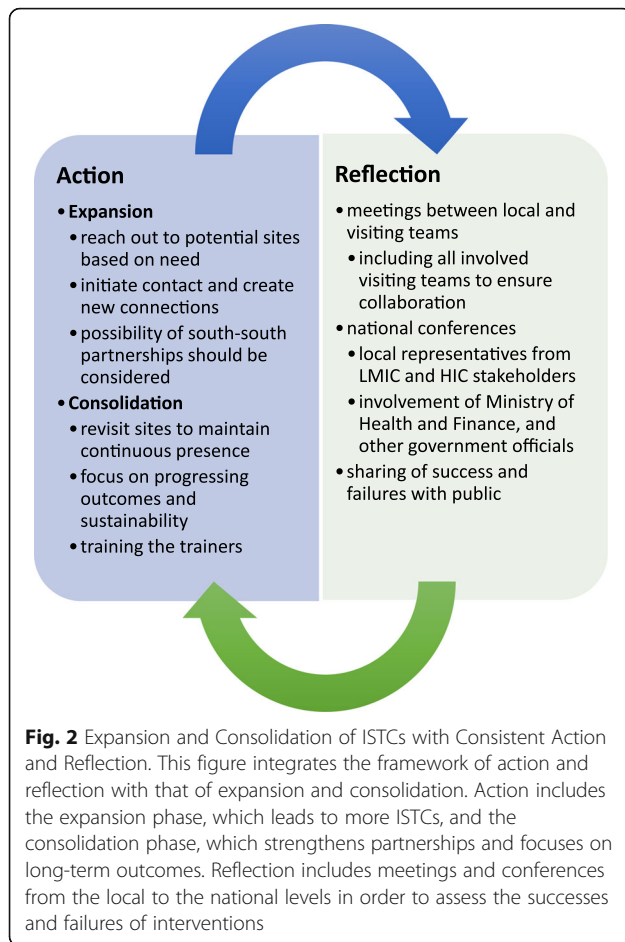 Action
• Expansion
• reach out to potential sites
based on need
• initiate contact and create
new connections
• possibility of south-south
partnerships should be
considered
• Consolidation
• revisit sites to maintain
continuous presence
• focus on progressing
outcomes and
sustainability
• training the trainers
Reflection
• meetings between local and
visiting teams
• including all involved
visiting teams to ensure
collaboration
• national conferences
• local representatives from
LMIC and HIC stakeholders
• involvement of Ministry of
Health and Finance, and
other government officials
• sharing of success and
failures with public
Fig. 2 Expansion and Consolidation of ISTCs with Consistent Action
and Reflection. This figure integrates the framework of action and
reflection with that of expansion and consolidation. Action includes
the expansion phase, which leads to more ISTCs, and the
consolidation phase, which strengthens partnerships and focuses on
long-term outcomes. Reflection includes meetings and conferences
from the local to the national levels in order to assess the successes
and failures of interventions